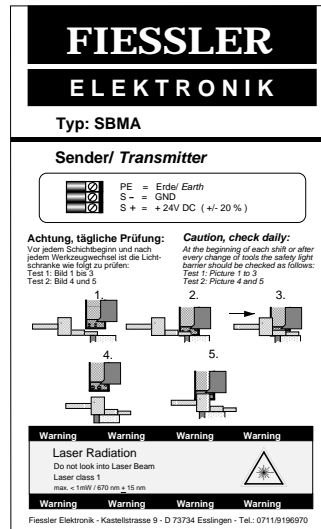 FIESSLER
ELEKTRONIK
Typ: SBMA
Sender/ Transmitter
PE = Erde/ Earth
S – = GND
S + = + 24V DC ( +/- 20 % )
Achtung, tägliche Prüfung:
Vor jedem Schichtbeginn und nach
jedem Werkzeugwechsel ist die Licht-
schranke wie folgt zu prüfen:
Test 1: Bild 1 bis 3
Test 2: Bild 4 und 5
Caution, check daily:
At the beginning of each shift or after
every change of tools the safety light
barrier should be checked as follows:
Test 1: Picture 1 to 3
Test 2: Picture 4 and 5
1. 2. 3.
4. 5.
Warning Warning Warning Warning
Laser Radiation
Do not look into Laser Beam
Laser class 1
max. < 1mW / 670 nm ± 15 nm
Warning Warning Warning Warning
Fiessler Elektronik - Kastellstrasse 9 - D 73734 Esslingen - Tel.: 0711/9196970